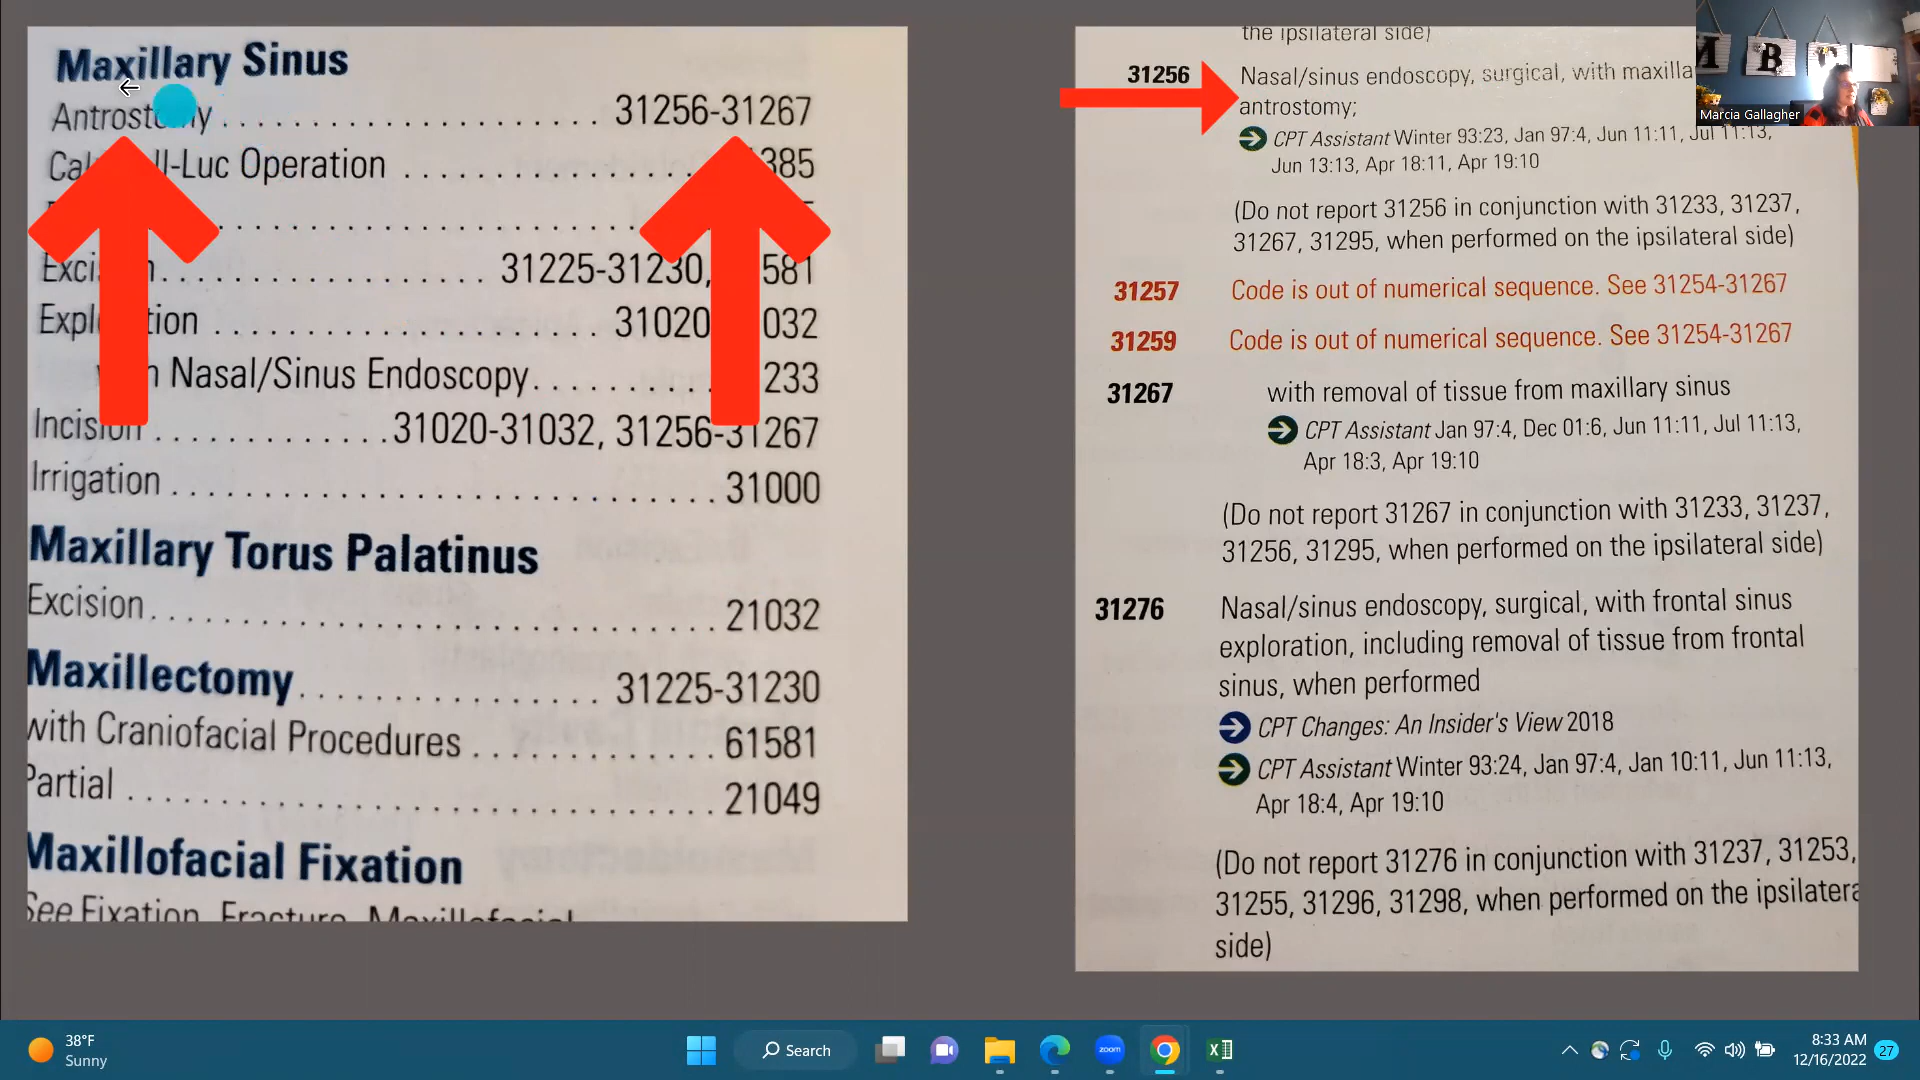 Maxillary Sinus
Antrostomy 31256-31267
-Luc Operation 385
31225-31230, 581
31020 032
Nasal/Sinus Endoscopy 233
Incision 31020-31032, 31256-31267
Irrigation 31000
Maxillary Torus Palatinus
Excision 21032
Maxillectomy 31225-31230
with Craniofacial Procedures 61581
Partial 21049
Maxillofacial Fixation
See Fixation, Fracture, Maxillofacial
the ipsilateral side)
31256 Nasal/sinus endoscopy, surgical, with maxilla
antrostomy;
CPT Assistant Winter 93:23, Jan 97:4, Jun 11:11, Jul 11:13,
Jun 13:13, Apr 18:11, Apr 19:10
(Do not report 31256 in conjunction with 31233, 31237,
31267, 31295, when performed on the ipsilateral side)
31257 Code is out of numerical sequence. See 31254-31267
31259 Code is out of numerical sequence. See 31254-31267
31267 with removal of tissue from maxillary sinus
CPT Assistant Jan 97:4, Dec 01:6, Jun 11:11, Jul 11:13,
Apr 18:3, Apr 19:10
(Do not report 31267 in conjunction with 31233, 31237,
31256, 31295, when performed on the ipsilateral side)
31276 Nasal/sinus endoscopy, surgical, with frontal sinus
exploration, including removal of tissue from frontal
sinus, when performed
CPT Changes: An Insider's View 2018
CPT Assistant Winter 93:24, Jan 97:4, Jan 10:11, Jun 11:13,
Apr 18:4, Apr 19:10
(Do not report 31276 in conjunction with 31237, 31253,
31255, 31296, 31298, when performed on the ipsilatera
side)
M B
Marcia Gallagher
38°F
Sunny
Search
zoom
8:33 AM
12/16/2022
27